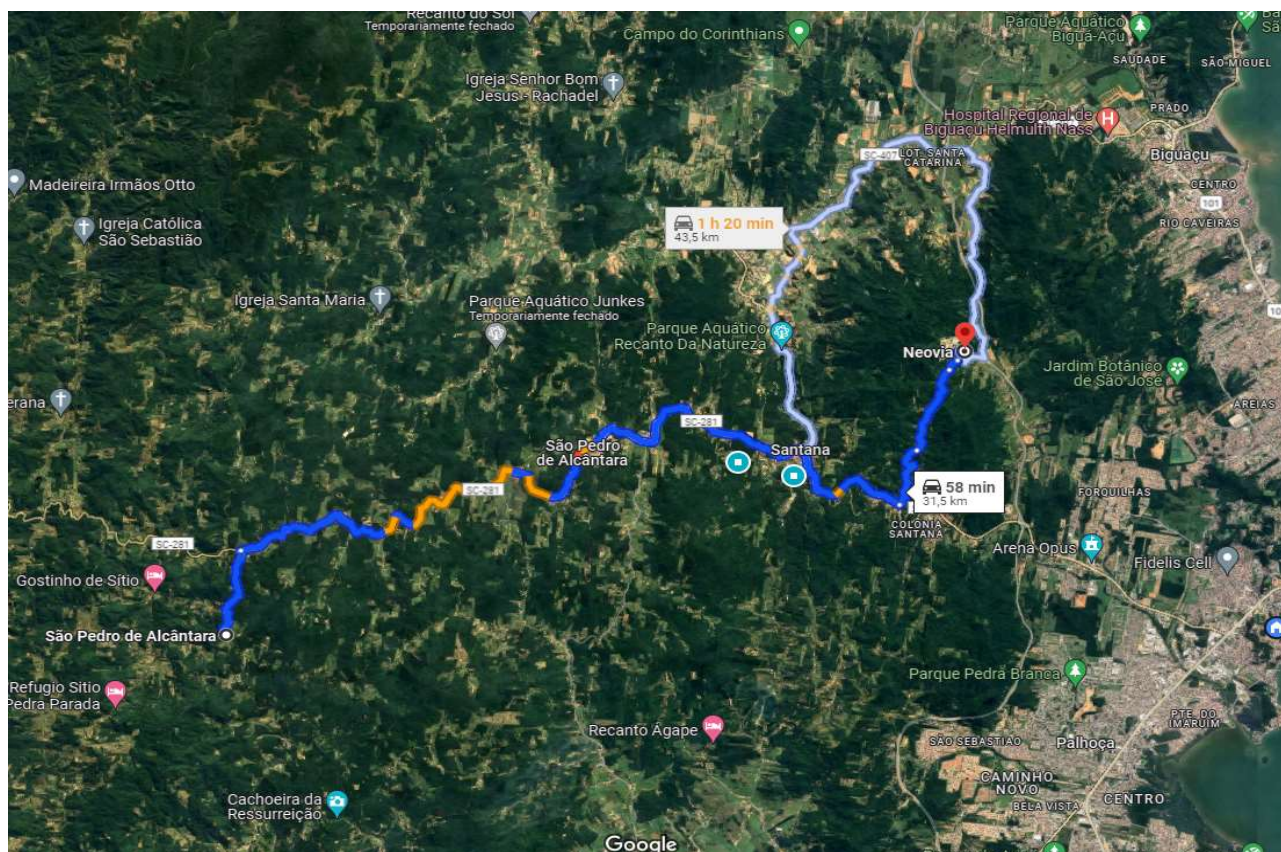 Recanto do Sol
Temporariamente fechado
Campo do Corinthians
Parque Aquático
Biguá-Açu
SAUDADE
SÃO MIGUEL
Igreja Senhor Bom
Jesus - Rachadel
Hospital Regional de
Biguaçu Helmuth Nass
PRADO
Biguaçu
SC-407
LOT. SANTA
CATARINA
CENTRO
101
RIO CAVEIRAS
Madeireira Irmãos Otto
Igreja Católica
São Sebastião
1 h 20 min
43,5 km
Igreja Santa Maria
Parque Aquático Junkes
Temporariamente fechado
Parque Aquático
Recanto Da Natureza
Neovia
Jardim Botânico
de São José
AREIAS
erana
SC-281
Santana
São Pedro
de Alcântara
SC-281
58 min
31,5 km
COLÔNIA
SANTANA
FORQUILHAS
SC-281
Arena Opus
Fidelis Cell
Gostinho de Sítio
São Pedro de Alcântara
Refugio Sitio
Pedra Parada
Parque Pedra Branca
Recanto Ágape
PTE. DO
IMARUIM
SÃO SEBASTIÃO
Palhoça
CAMINHO
NOVO
BELA VISTA
CENTRO
Cachoeira da
Ressurreição
Google